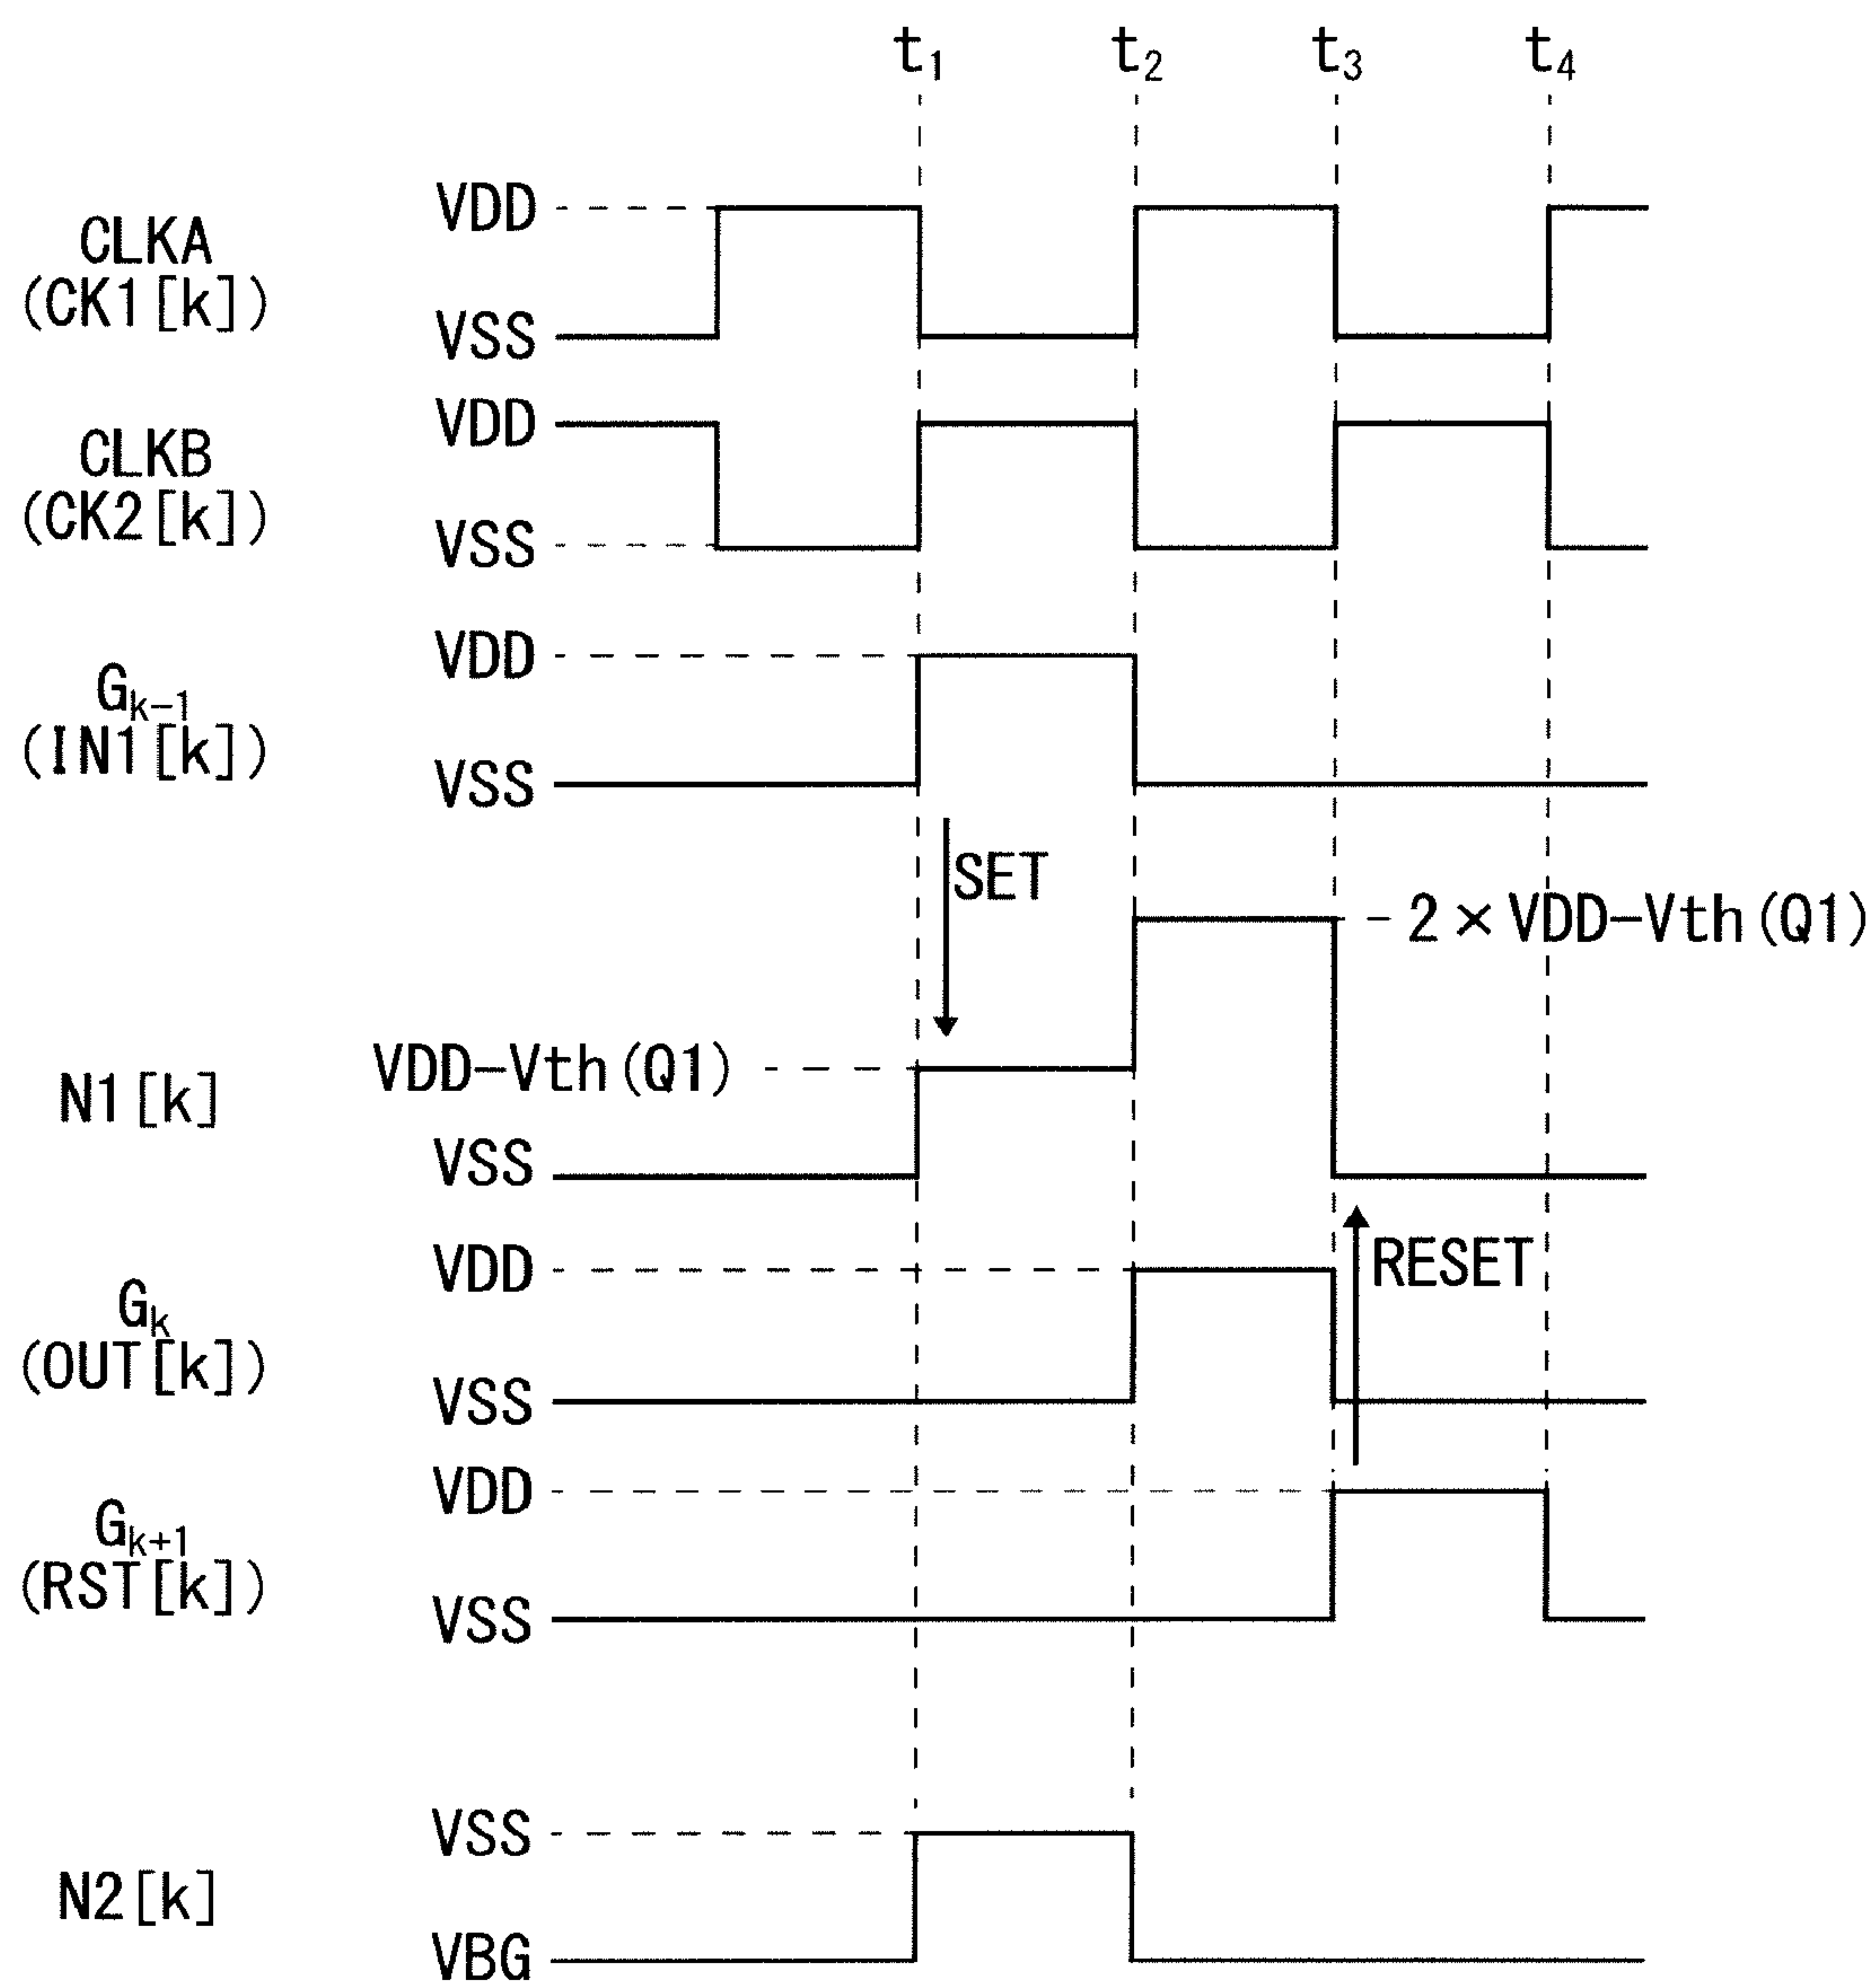 t₁ t₂ t₃ t₄
CLKA
(CK1[k])
VDD
VSS
CLKB
(CK2[k])
VDD
VSS
Gₖ₋₁
(IN1[k])
VDD
VSS
SET
2 × VDD−Vth(Q1)
N1[k]
VDD−Vth(Q1)
VSS
RESET
Gₖ
(OUT[k])
VDD
VSS
Gₖ₊₁
(RST[k])
VDD
VSS
N2[k]
VSS
VBG